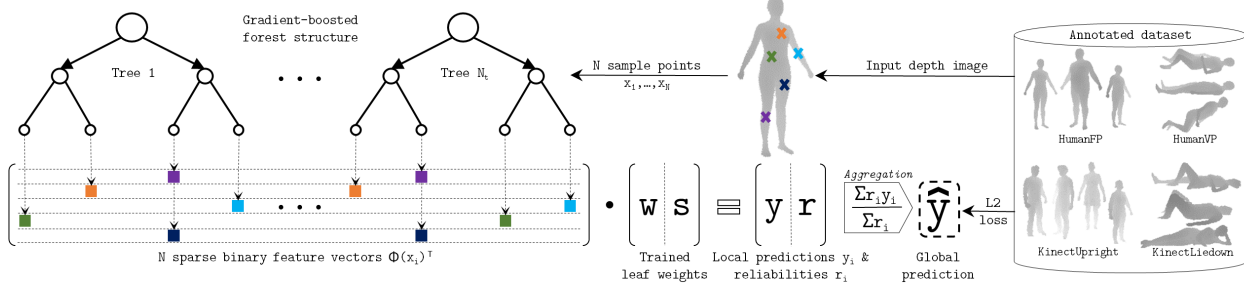 Gradient-boosted
forest structure
Tree 1
. . .
Tree Nₜ
N sample points
x₁,…,x_N
Input depth image
Annotated dataset
HumanFP
HumanVP
KinectUpright
KinectLiedown
. . .
• [w s] = [y r]
Aggregation
Σrᵢyᵢ
Σrᵢ
ŷ
L2
loss
N sparse binary feature vectors Φ(xᵢ)ᵀ
Trained
leaf weights
Local predictions yᵢ &
reliabilities rᵢ
Global
prediction